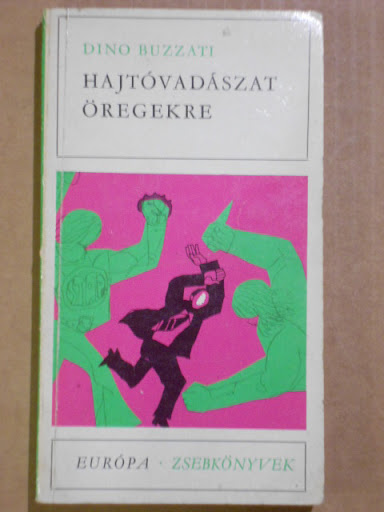 DINO BUZZATI
HAJTÓVADÁSZAT
ÖREGEKRE
EURÓPA · ZSEBKÖNYVEK